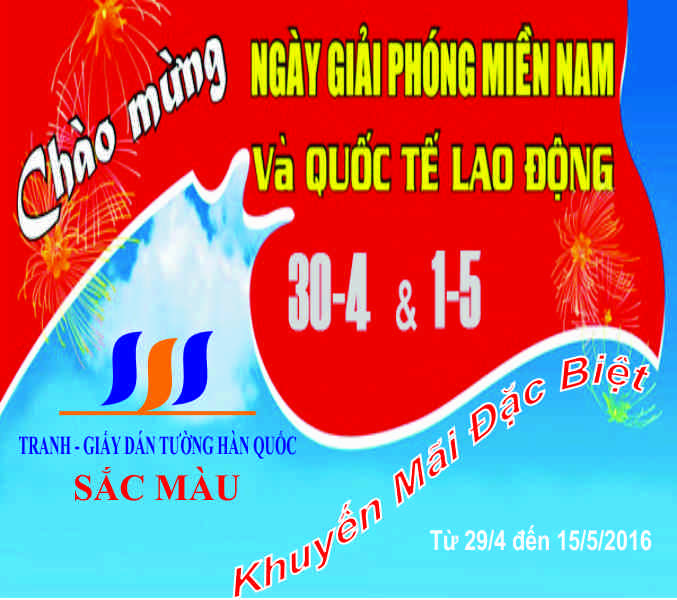 Chào mừng
NGÀY GIẢI PHÓNG MIỀN NAM
Và QUỐC TẾ LAO ĐỘNG
30-4 & 1-5
TRANH - GIẤY DÁN TƯỜNG HÀN QUỐC
SẮC MÀU
Khuyến Mãi Đặc Biệt
Từ 29/4 đến 15/5/2016